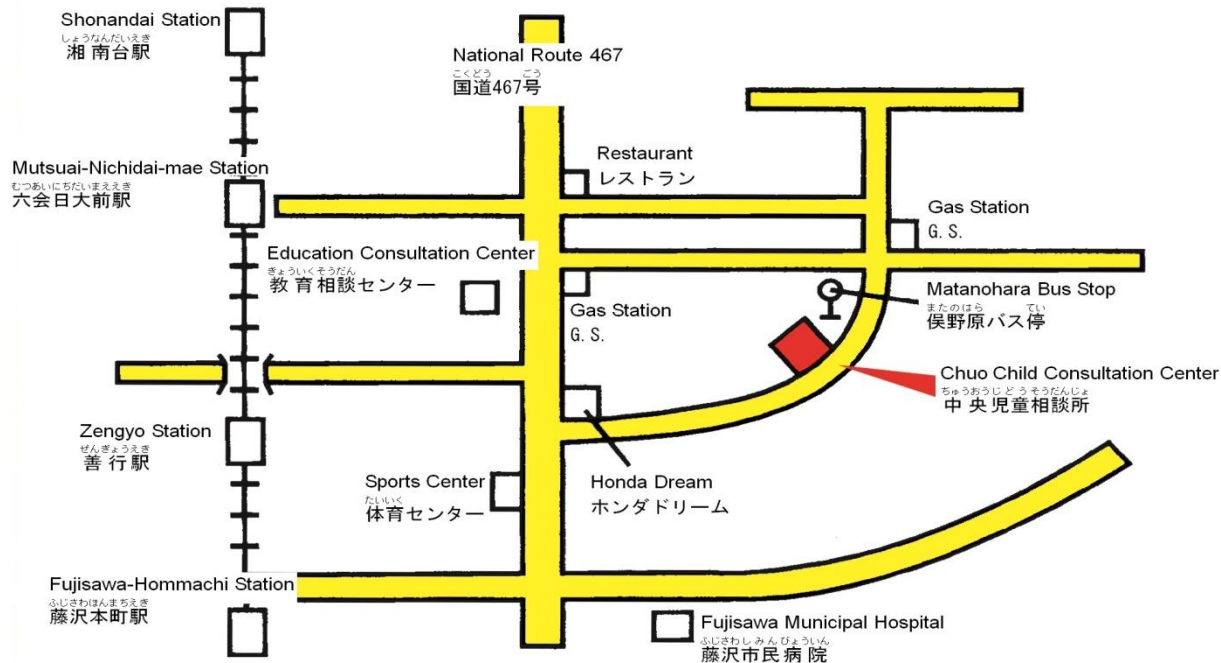 Shonandai Station
しょうなんだいえき
湘南台駅
National Route 467
こくどう ごう
国道467号
Restaurant
レストラン
Mutsuai-Nichidai-mae Station
むつあいにちだいまええき
六会日大前駅
Gas Station
G.S.
Education Consultation Center
きょういくそうだん
教育相談センター
Gas Station
G.S.
Matanohara Bus Stop
またのはら てい
俣野原バス停
Chuo Child Consultation Center
ちゅうおうじどうそうだんじょ
中央児童相談所
Zengyo Station
ぜんぎょうえき
善行駅
Sports Center
たいいく
体育センター
Honda Dream
ホンダドリーム
Fujisawa-Hommachi Station
ふじさわほんまちえき
藤沢本町駅
Fujisawa Municipal Hospital
ふじさわしみんびょういん
藤沢市民病院